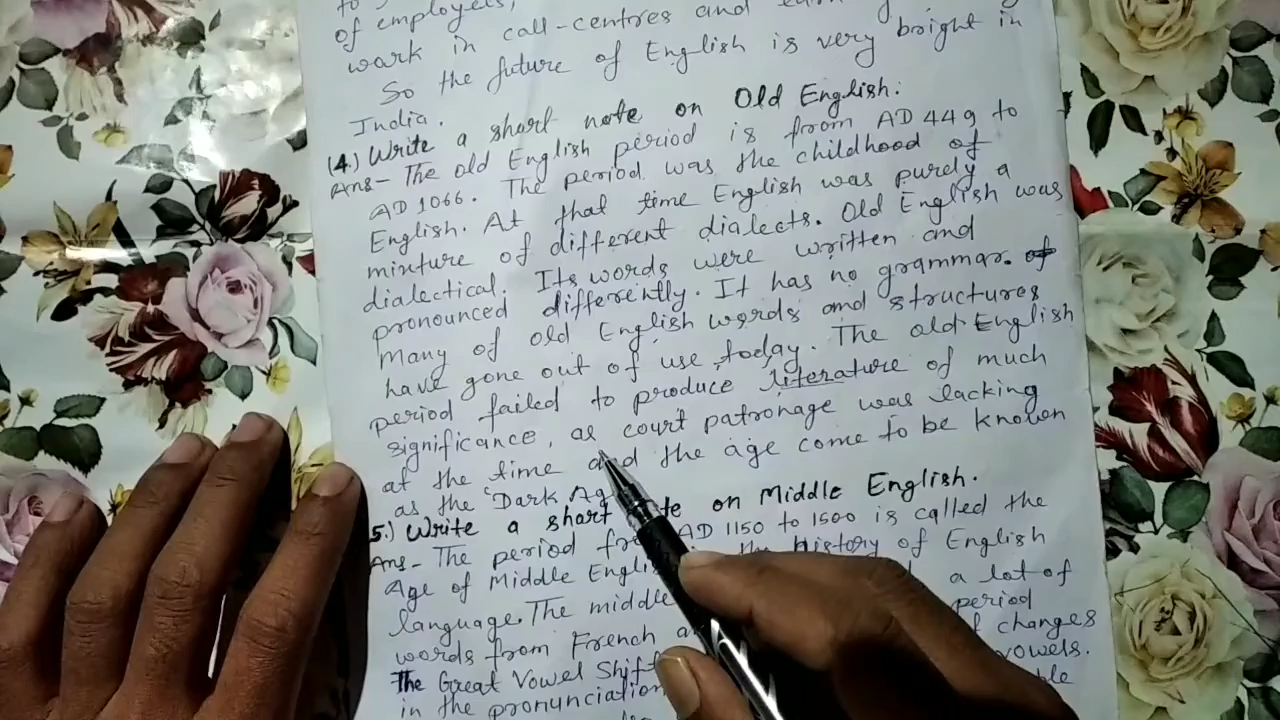 to
of employers,
work in call-centres and
So the future of English is very bright in
India.
(4.) Write a short note on Old English.
Ans- The old English period is from AD 449 to
AD 1066. The period was the childhood of
English. At that time English was purely a
mixture of different dialects. Old English was
dialectical. Its words were written and
pronounced differently. It has no grammar.
Many of old English words and structures
have gone out of use today. The old English
period failed to produce literature of much
significance, as court patronage was lacking
at the time and the age come to be known
as the 'Dark Ag
5.) Write a short note on Middle English.
Ans- The period from AD 1150 to 1500 is called the
Age of Middle Englis the history of English
language. The middle a lot of
words from French period
The Great Vowel Shift changes
in the pronunciation vowels.